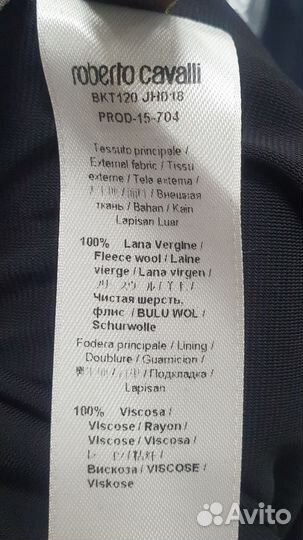 roberto cavalli
BKT120 JH018
PROD-15-704
Tessuto principale /
External fabric / Tissu
externe / Tela externa /
Внешная
ткань / Bahan / Kain
Lapisan Luar
100% Lana Vergine /
Fleece wool / Laine
vierge / Lana virgen /
Чистая шерсть,
флис / BULU WOL /
Schurwolle
Fodera principale / Lining /
Doublure / Guarnicion /
Подкладка /
Lapisan
100% Viscosa /
Viscose / Rayon /
Viscose / Viscosa /
Вискоза / VISCOSE /
Viskose
Avito